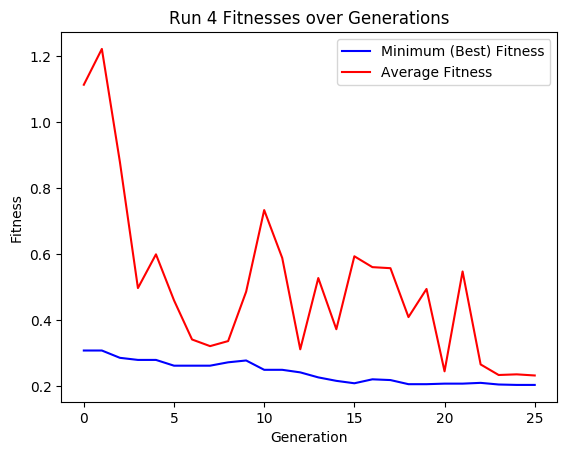 Run 4 Fitnesses over Generations
Minimum (Best) Fitness
Average Fitness
Fitness
1.2
1.0
0.8
0.6
0.4
0.2
0
5
10
15
20
25
Generation